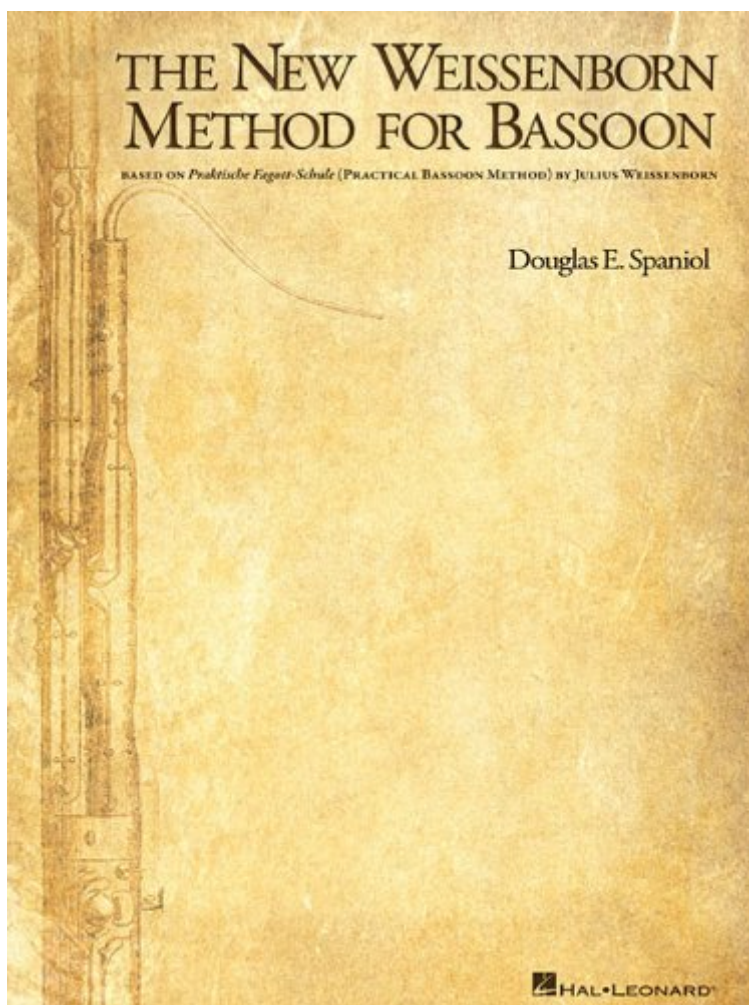 THE NEW WEISSENBORN
METHOD FOR BASSOON
BASED ON Praktische Fagott-Schule (PRACTICAL BASSOON METHOD) BY JULIUS WEISSENBORN
Douglas E. Spaniol
HAL•LEONARD®